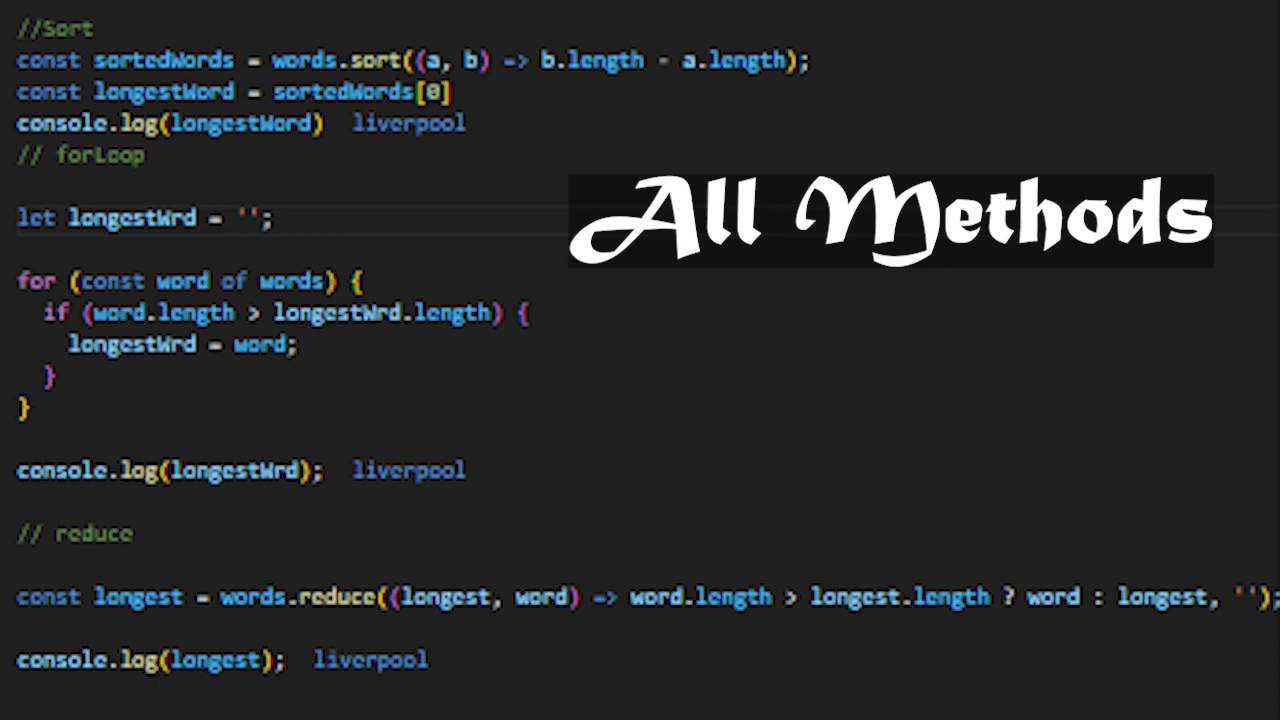 //Sort
const sortedWords = words.sort((a, b) => b.length - a.length);
const longestWord = sortedWords[0]
console.log(longestWord)  liverpool
// forLoop
All Methods
let longestWrd = '';
for (const word of words) {
  if (word.length > longestWrd.length) {
    longestWrd = word;
  }
}
console.log(longestWrd);  liverpool
// reduce
const longest = words.reduce((longest, word) => word.length > longest.length ? word : longest, '');
console.log(longest);  liverpool